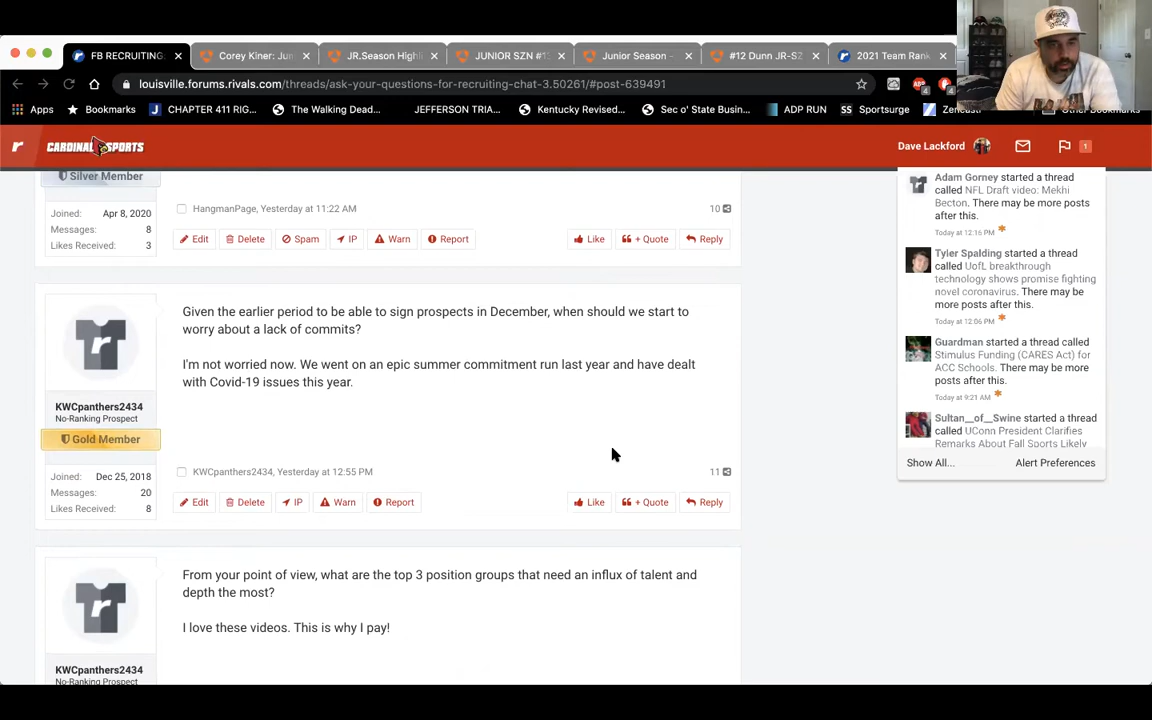 FB RECRUITING
Corey Kiner: Jun
JR.Season Highli
JUNIOR SZN #1
Junior Season -
#12 Dunn JR-SZ
2021 Team Rank
louisville.forums.rivals.com/threads/ask-your-questions-for-recruiting-chat-3.50261/#post-639491
Apps Bookmarks CHAPTER 411 RIG... The Walking Dead... JEFFERSON TRIA... Kentucky Revised... Sec o' State Busin... ADP RUN SS Sportsurge Zencast Other Bookmarks
CARDINAL SPORTS
Dave Lackford 1
Silver Member
Joined: Apr 8, 2020
Messages: 8
Likes Received: 3
HangmanPage, Yesterday at 11:22 AM 10
Edit Delete Spam IP Warn Report Like + Quote Reply
Given the earlier period to be able to sign prospects in December, when should we start to
worry about a lack of commits?
I'm not worried now. We went on an epic summer commitment run last year and have dealt
with Covid-19 issues this year.
KWCpanthers2434
No-Ranking Prospect
Gold Member
Joined: Dec 25, 2018
Messages: 20
Likes Received: 8
KWCpanthers2434, Yesterday at 12:55 PM 11
Edit Delete IP Warn Report Like + Quote Reply
From your point of view, what are the top 3 position groups that need an influx of talent and
depth the most?
I love these videos. This is why I pay!
KWCpanthers2434
No-Ranking Prospect
Adam Gorney started a thread
called NFL Draft video: Mekhi
Becton. There may be more posts
after this.
Today at 12:16 PM
Tyler Spalding started a thread
called UofL breakthrough
technology shows promise fighting
novel coronavirus. There may be
more posts after this.
Today at 12:06 PM
Guardman started a thread called
Stimulus Funding (CARES Act) for
ACC Schools. There may be more
posts after this.
Today at 9:21 AM
Sultan__of__Swine started a thread
called UConn President Clarifies
Remarks About Fall Sports Likely
Show All... Alert Preferences